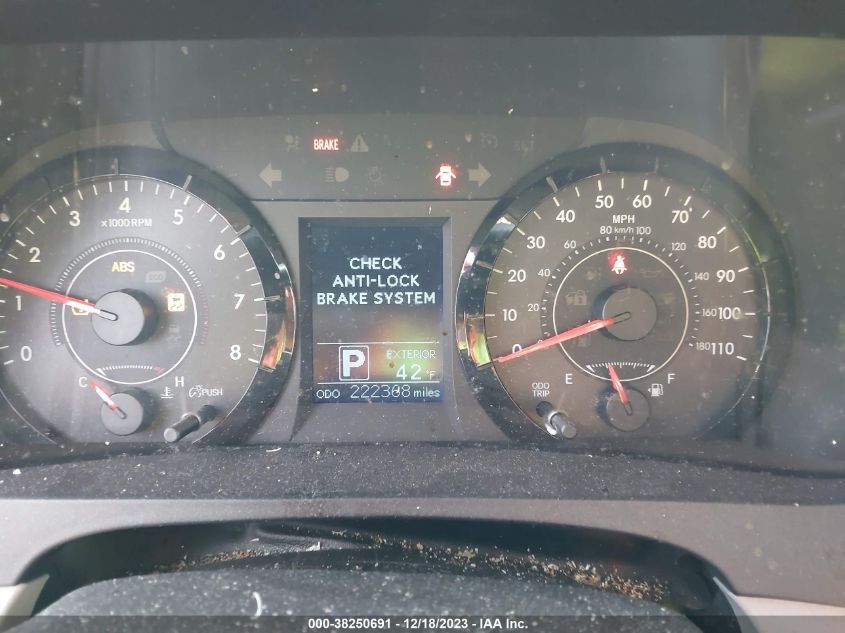 BRAKE
SET
3 4 5
x1000 RPM
2 6
ABS
ECO
1 7
0 8
C H
PUSH
CHECK
ANTI-LOCK
BRAKE SYSTEM
P
EXTERIOR
42°F
ODO miles
40 50 60 70
MPH
80 km/h 100
30 80
60 120
20 90
40 140
10 100
20 160
0 110
180
ODO
TRIP
E F
000-38250691 - 12/18/2023 - IAA Inc.